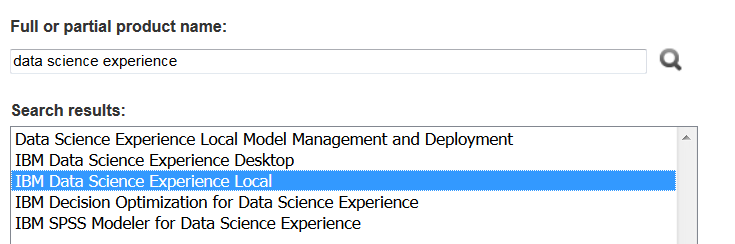 Full or partial product name:
data science experience
Search results:
Data Science Experience Local Model Management and Deployment
IBM Data Science Experience Desktop
IBM Data Science Experience Local
IBM Decision Optimization for Data Science Experience
IBM SPSS Modeler for Data Science Experience